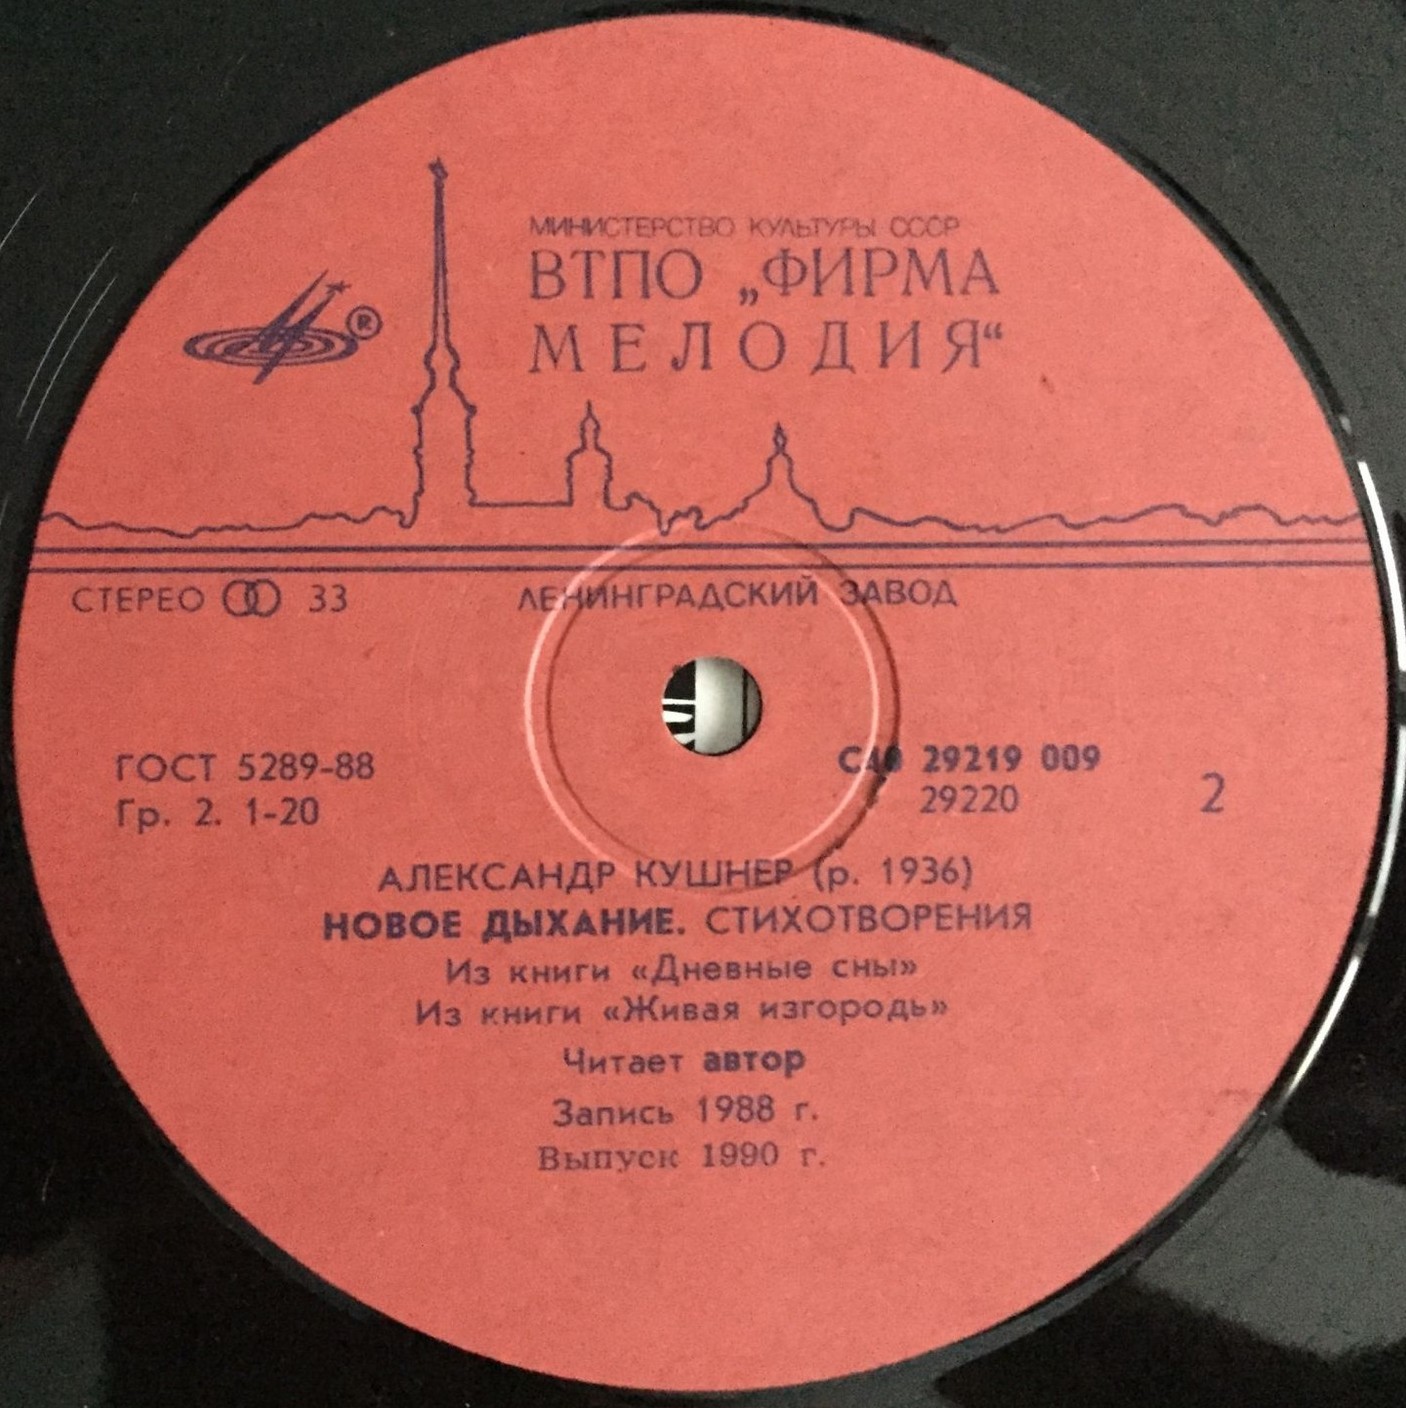 МИНИСТЕРСТВО КУЛЬТУРЫ СССР
ВТПО „ФИРМА
МЕЛОДИЯ“
®
СТЕРЕО 33
ЛЕНИНГРАДСКИЙ ЗАВОД
ГОСТ 5289-88
Гр. 2. 1-20
С40 29219 009
29220
2
АЛЕКСАНДР КУШНЕР (р. 1936)
НОВОЕ ДЫХАНИЕ. СТИХОТВОРЕНИЯ
Из книги «Дневные сны»
Из книги «Живая изгородь»
Читает автор
Запись 1988 г.
Выпуск 1990 г.